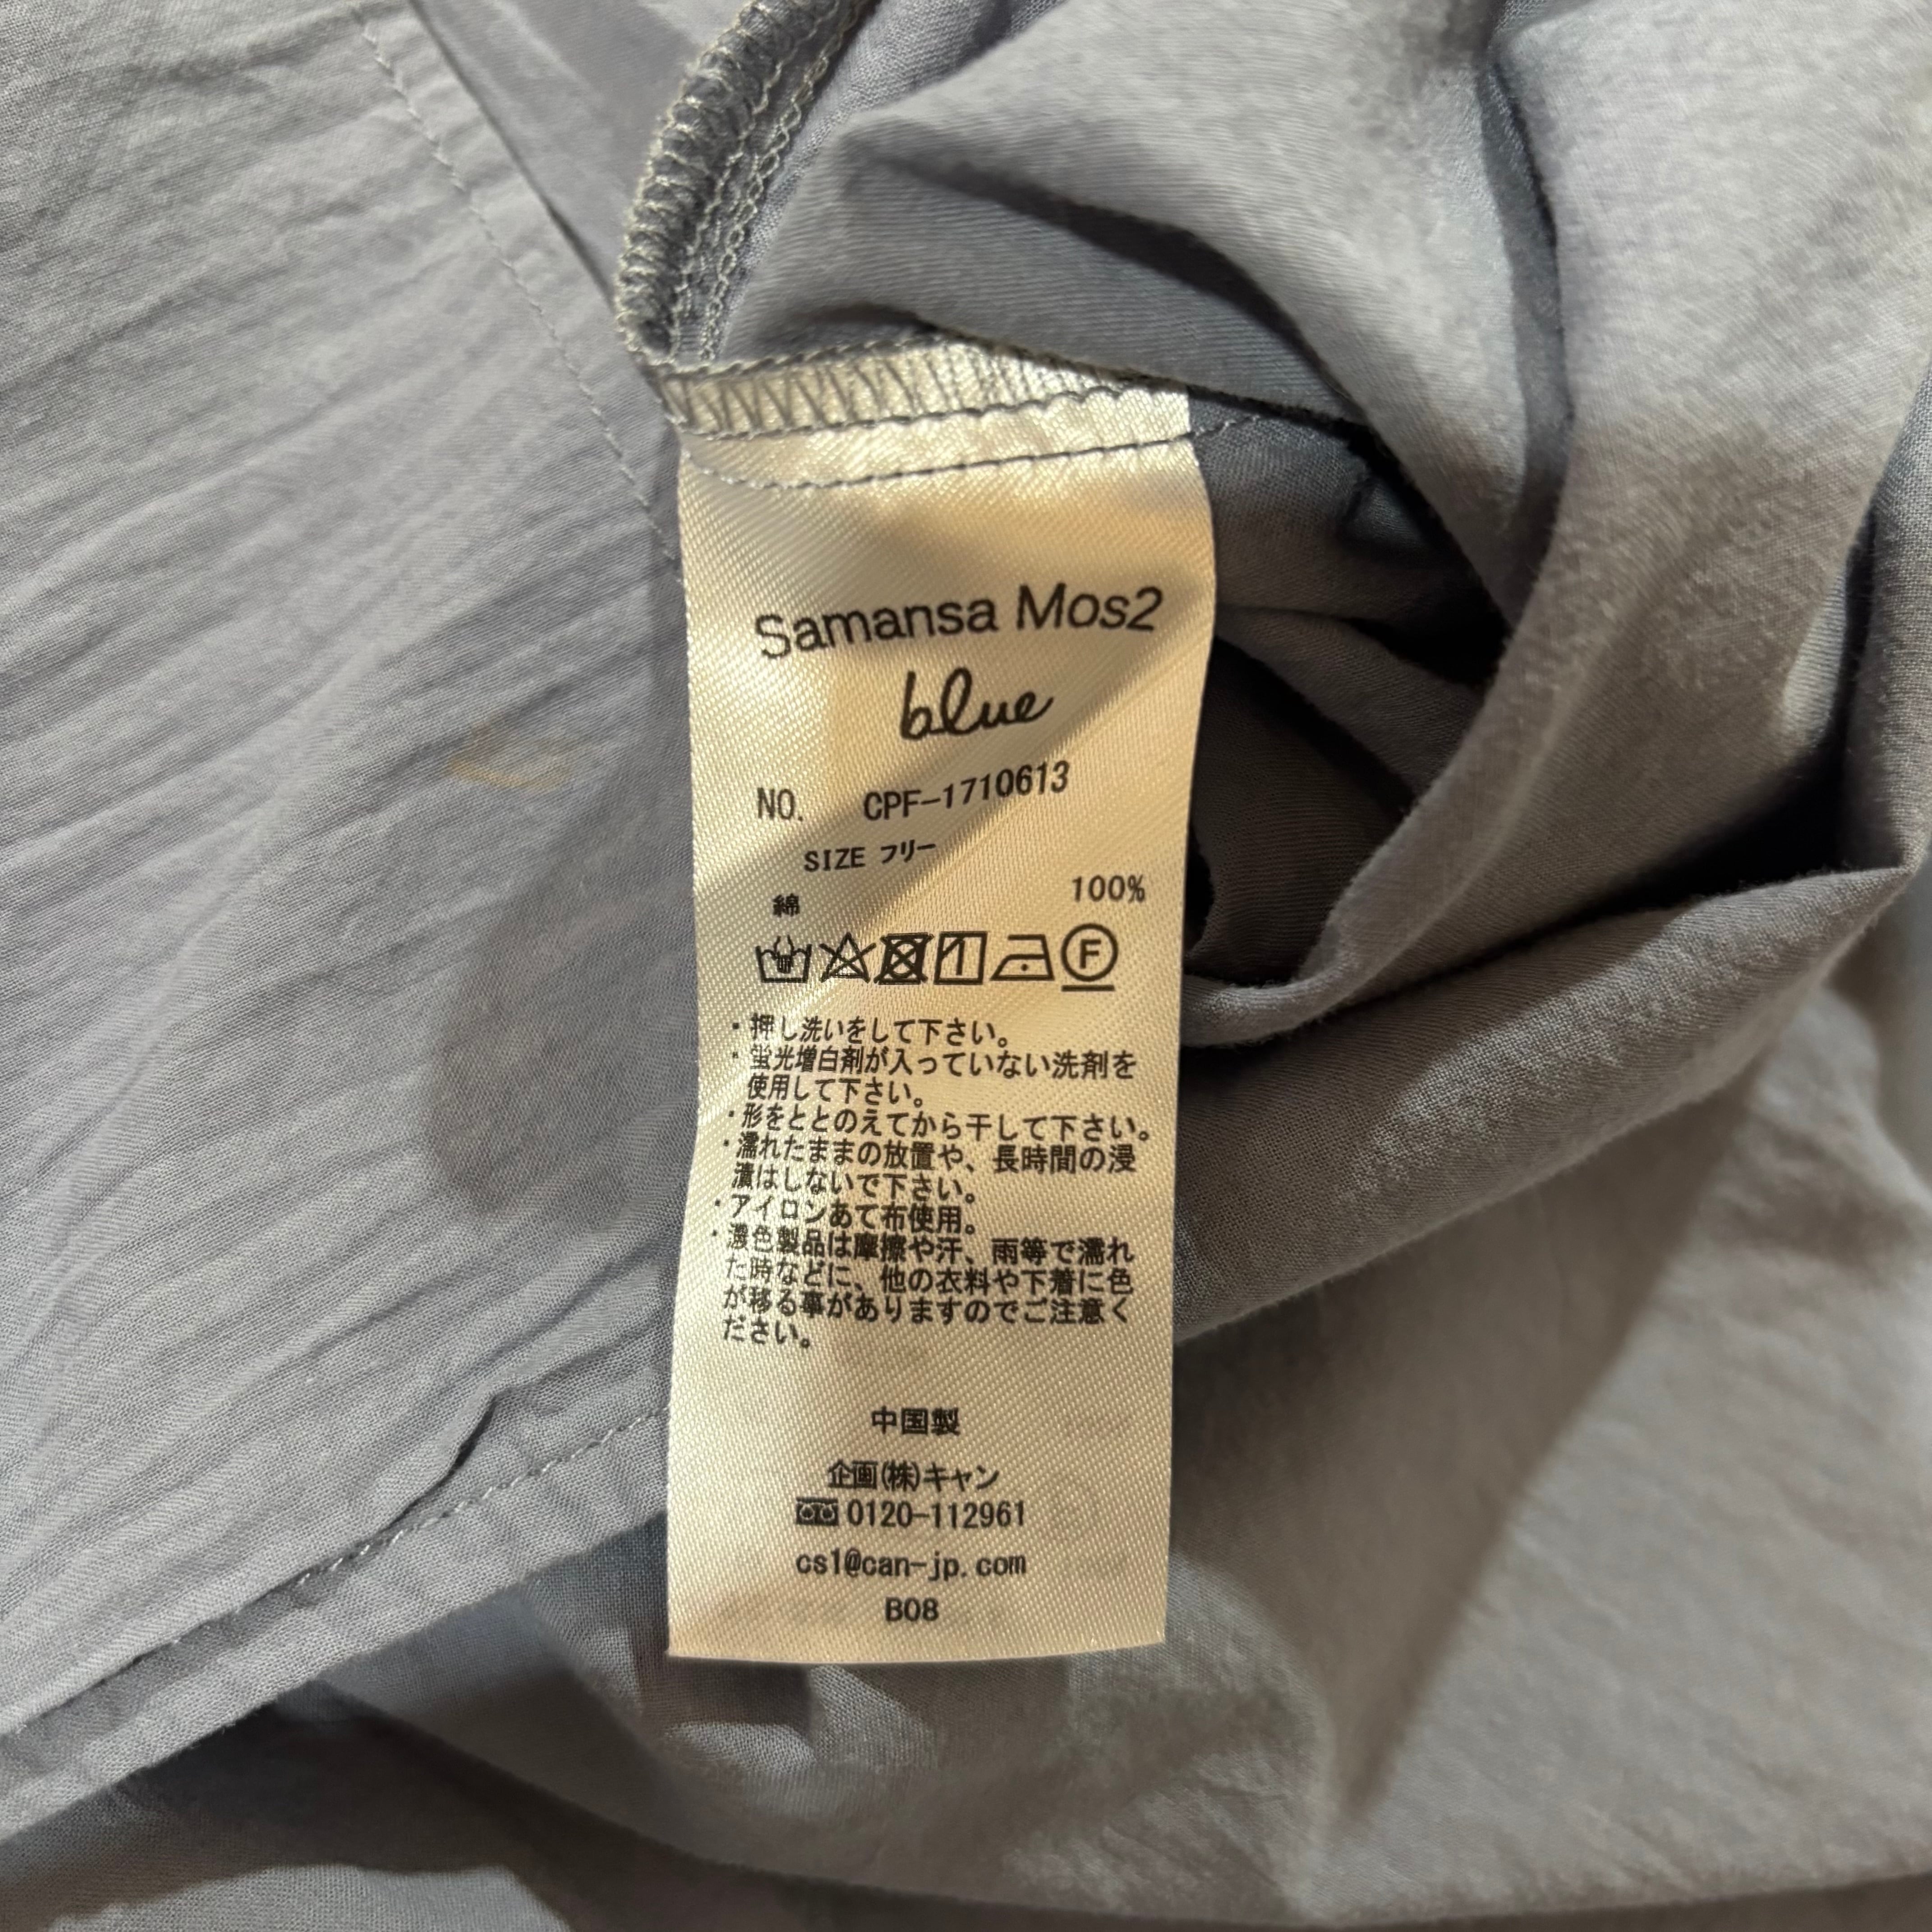 Samansa Mos2
blue
NO. CPF-1710613
SIZE フリー
綿 100%
F
・押し洗いをして下さい。
・蛍光増白剤が入っていない洗剤を
使用して下さい。
・形をととのえてから干して下さい。
・濡れたままの放置や、長時間の浸
漬はしないで下さい。
・アイロンあて布使用。
・濃色製品は摩擦や汗、雨等で濡れ
た時などに、他の衣料や下着に色
が移る事がありますのでご注意く
ださい。
中国製
企画(株)キャン
0120-112961
cs1@can-jp.com
B08